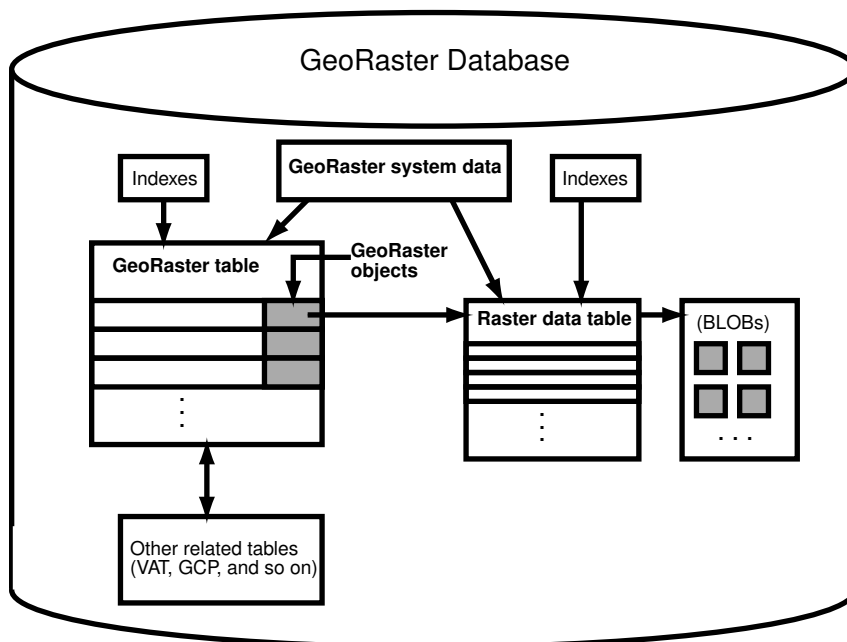 GeoRaster Database
Indexes
GeoRaster system data
Indexes
GeoRaster table
GeoRaster
objects
Raster data table
(BLOBs)
. . .
Other related tables
(VAT, GCP, and so on)